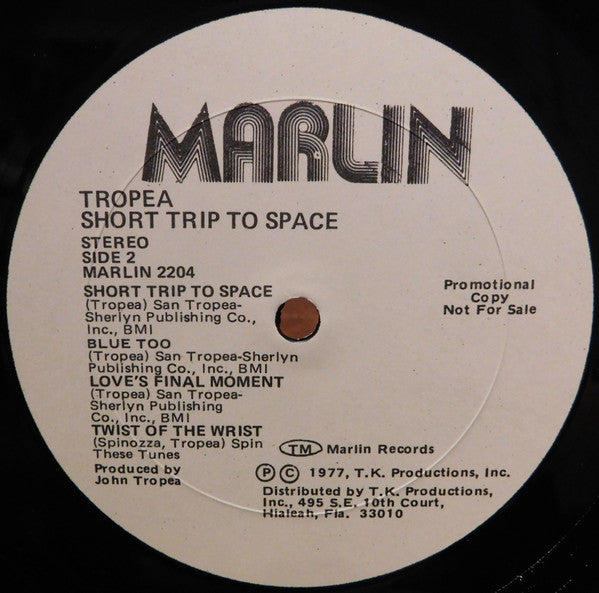 MARLIN
TROPEA
SHORT TRIP TO SPACE
STEREO
SIDE 2
MARLIN 2204
SHORT TRIP TO SPACE
(Tropea) San Tropea-
Sherlyn Publishing Co.,
Inc., BMI
BLUE TOO
(Tropea) San Tropea-Sherlyn
Publishing Co., Inc., BMI
LOVE'S FINAL MOMENT
(Tropea) San Tropea-
Sherlyn Publishing
Co., Inc., BMI
TWIST OF THE WRIST
(Spinozza, Tropea) Spin
These Tunes
Produced by
John Tropea
Promotional
Copy
Not For Sale
TM Marlin Records
Ⓟ © 1977, T.K. Productions, Inc.
Distributed by T.K. Productions,
Inc., 495 S.E. 10th Court,
Hialeah, Fla. 33010